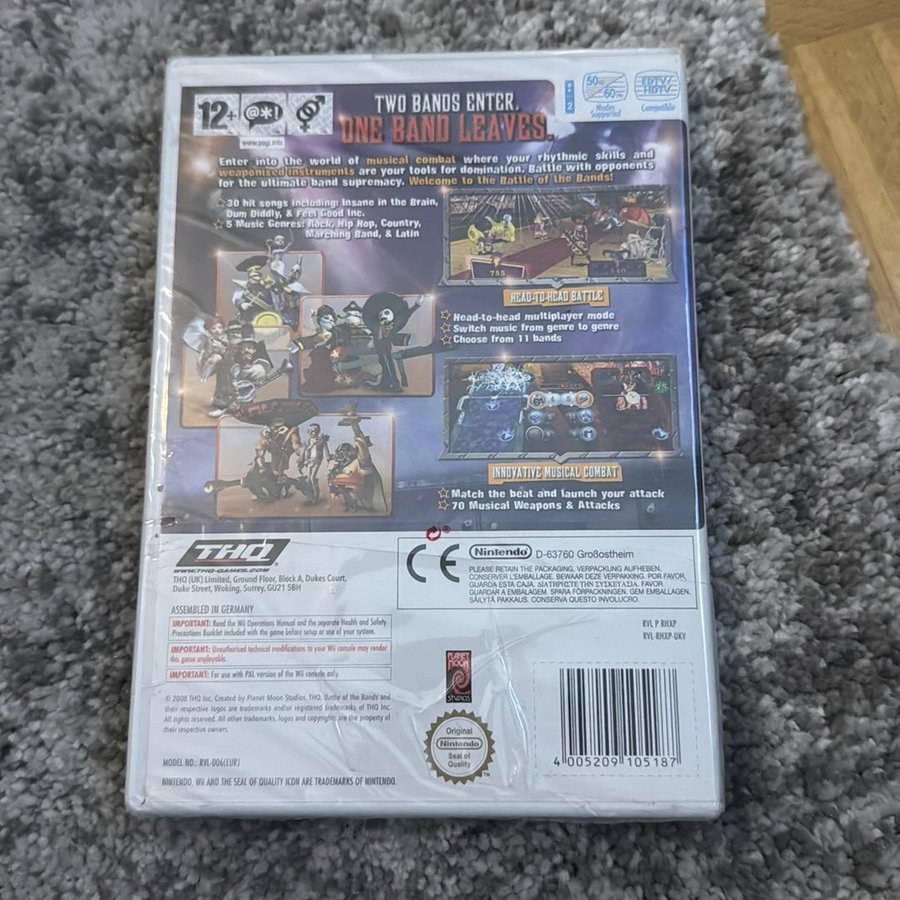 12+
@*!
www.pegi.info
TWO BANDS ENTER.
ONE BAND LEAVES.
2
50Hz
60Hz
Modes
Supported
EDTV/
HDTV
Compatible
Enter into the world of musical combat where your rhythmic skills and
weaponised instruments are your tools for domination. Battle with opponents
for the ultimate band supremacy. Welcome to the Battle of the Bands!
30 hit songs including: Insane in the Brain,
Dum Diddly, & Feel Good Inc.
5 Music Genres: Rock, Hip Hop, Country,
Marching Band, & Latin
755
640
HEAD-TO-HEAD BATTLE
Head-to-head multiplayer mode
Switch music from genre to genre
Choose from 11 bands
INNOVATIVE MUSICAL COMBAT
Match the beat and launch your attack
70 Musical Weapons & Attacks
THQ
WWW.THQ-GAMES.COM
THQ (UK) Limited, Ground Floor, Block A, Dukes Court,
Duke Street, Woking, Surrey, GU21 5BH
CE
Nintendo® D-63760 Großostheim
PLEASE RETAIN THE PACKAGING. VERPACKUNG AUFHEBEN.
CONSERVER L'EMBALLAGE. BEWAAR DEZE VERPAKKING. POR FAVOR,
GUARDA ESTA CAJA. ΔΙΑΤΗΡΗΣΤΕ ΤΗΝ ΣΥΣΚΕΥΑΣΙΑ. FAVOR
GUARDAR A EMBALAGEM. SPARA FÖRPACKNINGEN. GEM EMBALLAGEN.
SÄILYTÄ PAKKAUS. CONSERVA QUESTO INVOLUCRO.
ASSEMBLED IN GERMANY
IMPORTANT: Read the Wii Operations Manual and the separate Health and Safety
Precautions Booklet included with the game before setup or use of your system.
IMPORTANT: Unauthorised technical modifications to your Wii console may render
this game unplayable.
IMPORTANT: For use with PAL version of the Wii console only.
RVL P RHXP
RVL-RHXP-UKV
© 2008 THQ Inc. Created by Planet Moon Studios. THQ, Battle of the Bands and
their respective logos are trademarks and/or registered trademarks of THQ Inc.
All rights reserved. All other trademarks, logos and copyrights are the property of
their respective owners.
PLANET
MOON
STUDIOS
Original
Nintendo
Seal of
Quality
TM
4 005209 105187
MODEL NO.: RVL-006(EUR)
NINTENDO, WII AND THE SEAL OF QUALITY ICON ARE TRADEMARKS OF NINTENDO.